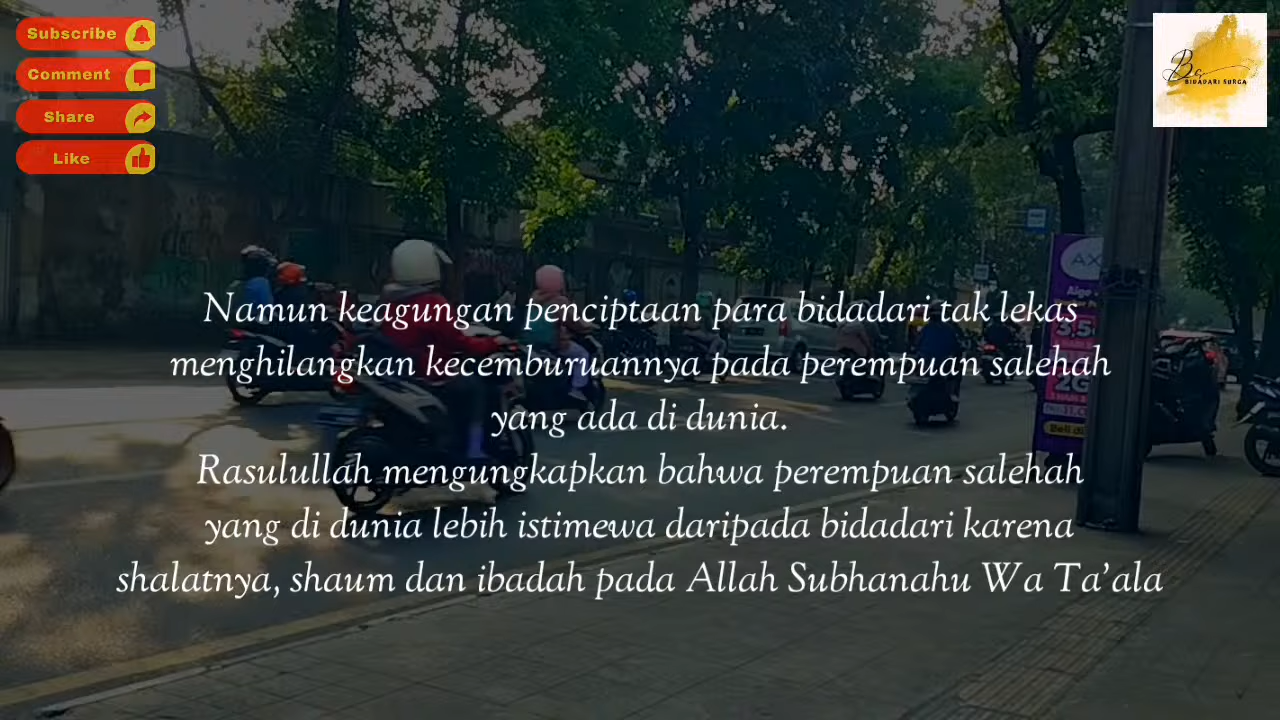 Subscribe
Comment
Share
Like
BIDADARI SURGA
Namun keagungan penciptaan para bidadari tak lekas
menghilangkan kecemburuannya pada perempuan salehah
yang ada di dunia.
Rasulullah mengungkapkan bahwa perempuan salehah
yang di dunia lebih istimewa daripada bidadari karena
shalatnya, shaum dan ibadah pada Allah Subhanahu Wa Ta'ala